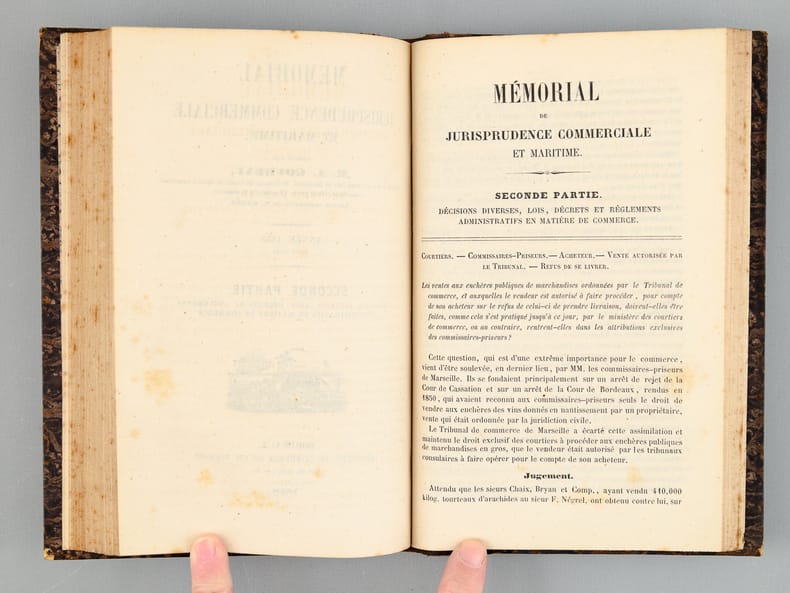 MÉMORIAL
DE
JURISPRUDENCE COMMERCIALE
ET MARITIME.
SECONDE PARTIE.
DÉCISIONS DIVERSES, LOIS, DÉCRETS ET RÈGLEMENTS
ADMINISTRATIFS EN MATIÈRE DE COMMERCE.
COURTIERS. — COMMISSAIRES-PRISEURS. — ACHETEUR. — VENTE AUTORISÉE PAR
LE TRIBUNAL. — REFUS DE SE LIVRER.
Les ventes aux enchères publiques de marchandises ordonnées par le Tribunal de
commerce, et auxquelles le vendeur est autorisé à faire procéder, pour compte
de son acheteur sur le refus de celui-ci de prendre livraison, doivent-elles être
faites, comme cela s'est pratiqué jusqu'à ce jour, par le ministère des courtiers
de commerce, ou au contraire, rentrent-elles dans les attributions exclusives
des commissaires-priseurs?
Cette question, qui est d'une extrême importance pour le commerce,
vient d'être soulevée, en dernier lieu, par MM. les commissaires-priseurs
de Marseille. Ils se fondaient principalement sur un arrêt de rejet de la
Cour de Cassation et sur un arrêt de la Cour de Bordeaux, rendus en
1850, qui avaient reconnu aux commissaires-priseurs seuls le droit de
vendre aux enchères des vins donnés en nantissement par un propriétaire,
vente qui était ordonnée par la juridiction civile.
Le Tribunal de commerce de Marseille a écarté cette assimilation et
maintenu le droit exclusif des courtiers à procéder aux enchères publiques
de marchandises en gros, que le vendeur était autorisé par les tribunaux
consulaires à faire opérer pour le compte de son acheteur.
Jugement.
Attendu que les sieurs Chaix, Bryan et Comp., ayant vendu 440,000
kilog. tourteaux d'arachides au sieur F. Négrel, ont obtenu contre lui, sur